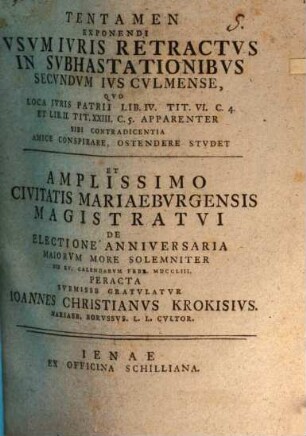 5.
TENTAMEN
EXPONENDI
VSVM IVRIS RETRACTVS
IN SVBHASTATIONIBVS
SECVNDVM IVS CVLMENSE,
QVO
LOCA IVRIS PATRII LIB. IV. TIT. VI. C. 4.
ET LIB. II. TIT. XXIII. C. 5. APPARENTER
SIBI CONTRADICENTIA
AMICE CONSPIRARE, OSTENDERE STVDET
ET
AMPLISSIMO
CIVITATIS MARIAEBVRGENSIS
MAGISTRATVI
DE
ELECTIONE ANNIVERSARIA
MAIORVM MORE SOLEMNITER
CALENDARVM FEBR. MDCCLIII.
PERACTA
SVBMISSE GRATVLATVR
IOANNES CHRISTIANVS KROKISIVS.
MARIAEB. BORVSSVS. L. L. CVLTOR.
IENAE
EX OFFICINA SCHILLIANA.